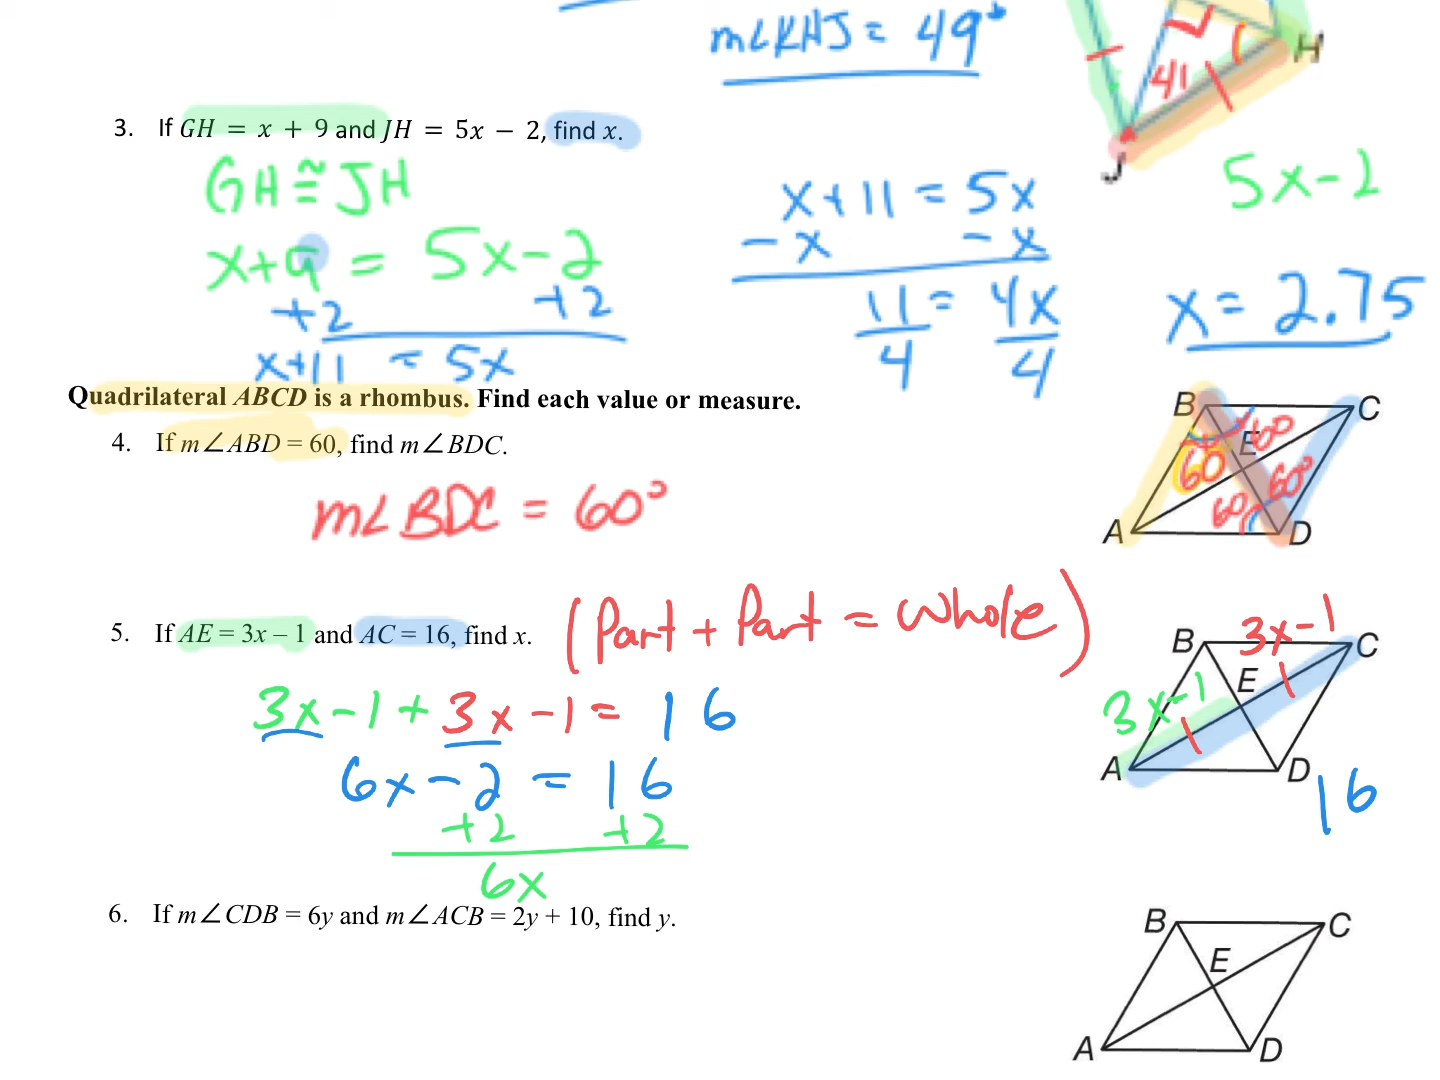 m∠KHJ = 49°
H
41
J
3. If GH = x + 9 and JH = 5x − 2, find x.
5x-2
GH ≅ JH
x+9 = 5x-2
+2 +2
x+11 = 5x
x+11 = 5x
-x -x
11 = 4x
4 4
x = 2.75
Quadrilateral ABCD is a rhombus. Find each value or measure.
4. If m∠ABD = 60, find m∠BDC.
m∠BDC = 60°
B C
E 60
60 60°
60
A D
5. If AE = 3x – 1 and AC = 16, find x.
(Part + Part = Whole)
3x-1 + 3x-1 = 16
6x-2 = 16
+2 +2
6x
3x-1
B C
E
3x-1
A D
16
6. If m∠CDB = 6y and m∠ACB = 2y + 10, find y.
B C
E
A D